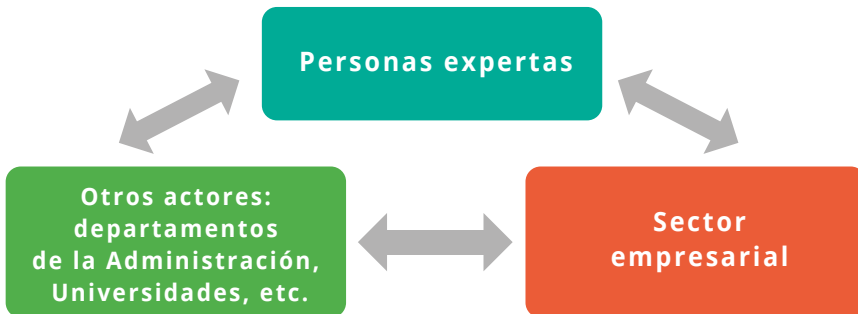 Personas expertas
Otros actores:
departamentos
de la Administración,
Universidades, etc.
Sector
empresarial